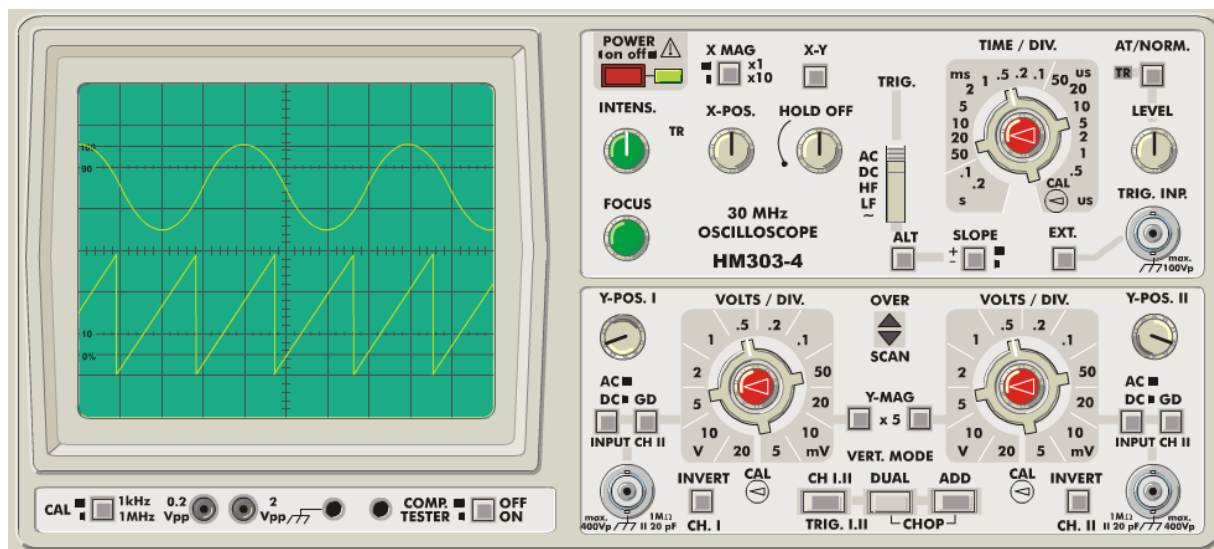 POWER
on off
X MAG
x1
x10
X-Y
TIME / DIV.
AT/NORM.
TR
INTENS.
TR
X-POS.
HOLD OFF
TRIG.
AC
DC
HF
LF
~
ms
2
1
.5
.2
.1
50
us
20
10
5
2
1
.5
us
5
10
20
50
.1
.2
s
CAL
LEVEL
TRIG. INP.
max.
100Vp
FOCUS
30 MHz
OSCILLOSCOPE
HM303-4
ALT
SLOPE
+
-
EXT.
100
90
10
0%
Y-POS. I
VOLTS / DIV.
OVER
SCAN
VOLTS / DIV.
Y-POS. II
.5
.2
1
.1
2
50
5
20
10
10
V
20
5
mV
.5
.2
1
.1
2
50
5
20
10
10
V
20
5
mV
AC
DC
GD
INPUT CH II
Y-MAG
x 5
AC
DC
GD
INPUT CH II
VERT. MODE
INVERT
CH. I
CAL
CH I.II
DUAL
ADD
TRIG. I.II
CHOP
CAL
INVERT
CH. II
max.
400Vp
1MΩ
II 20 pF
1MΩ
II 20 pF
max.
400Vp
CAL
1kHz
1MHz
0.2
Vpp
2
Vpp
COMP.
TESTER
OFF
ON